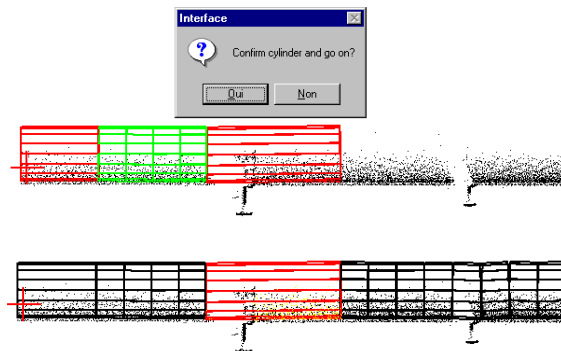 Interface
Confirm cylinder and go on?
Oui
Non